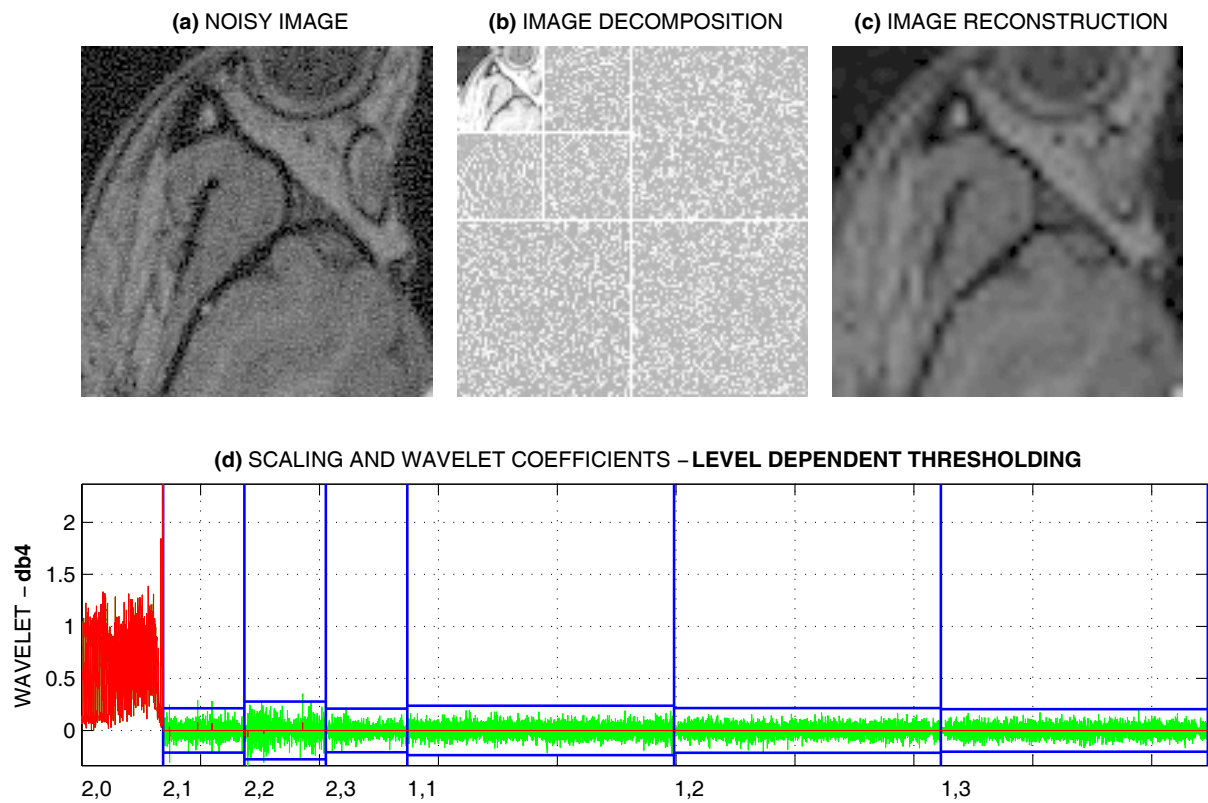 (a) NOISY IMAGE
(b) IMAGE DECOMPOSITION
(c) IMAGE RECONSTRUCTION
(d) SCALING AND WAVELET COEFFICIENTS – LEVEL DEPENDENT THRESHOLDING
WAVELET – db4
2
1.5
1
0.5
0
2,0
2,1
2,2
2,3
1,1
1,2
1,3